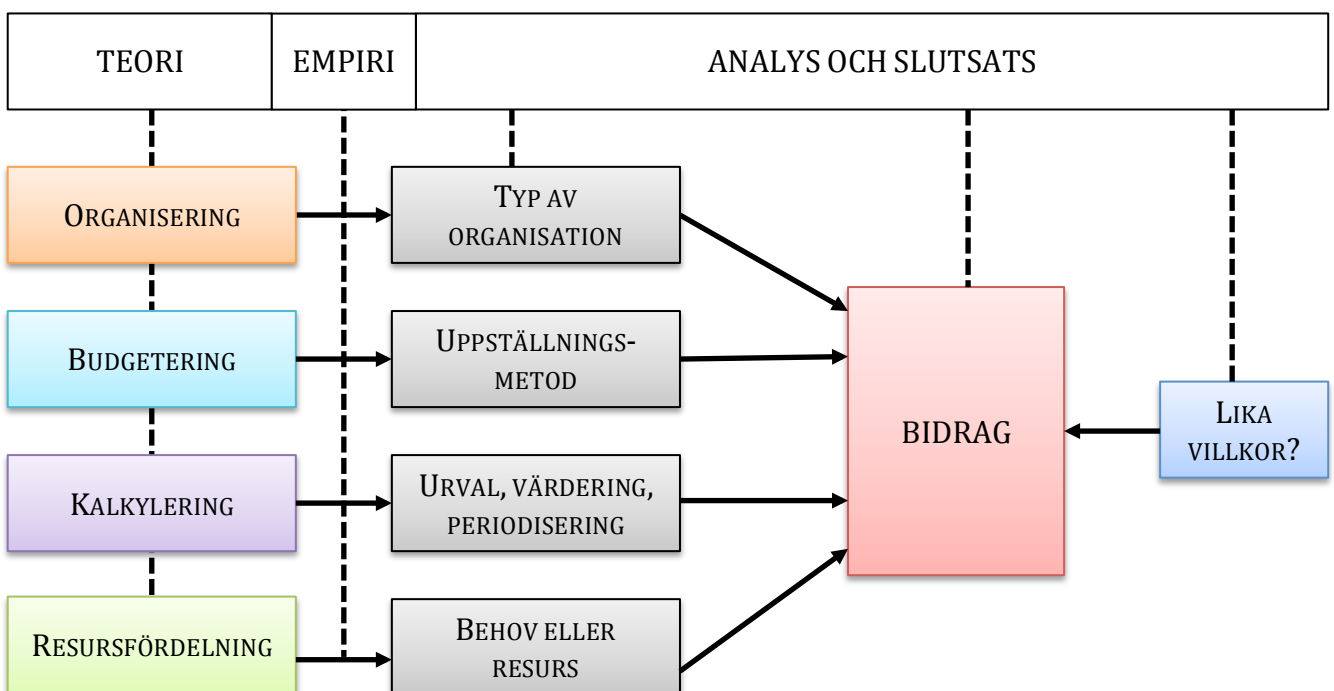 TEORI
EMPIRI
ANALYS OCH SLUTSATS
ORGANISERING
TYP AV
ORGANISATION
BUDGETERING
UPPSTÄLLNINGS-
METOD
BIDRAG
LIKA
VILLKOR?
KALKYLERING
URVAL, VÄRDERING,
PERIODISERING
RESURSFÖRDELNING
BEHOV ELLER
RESURS